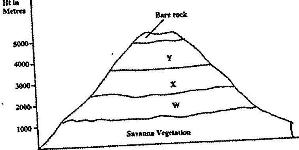 Ht in
Metres
Bare rock
5000
Y
4000
3000
X
2000
W
1000
Savanna Vegetation